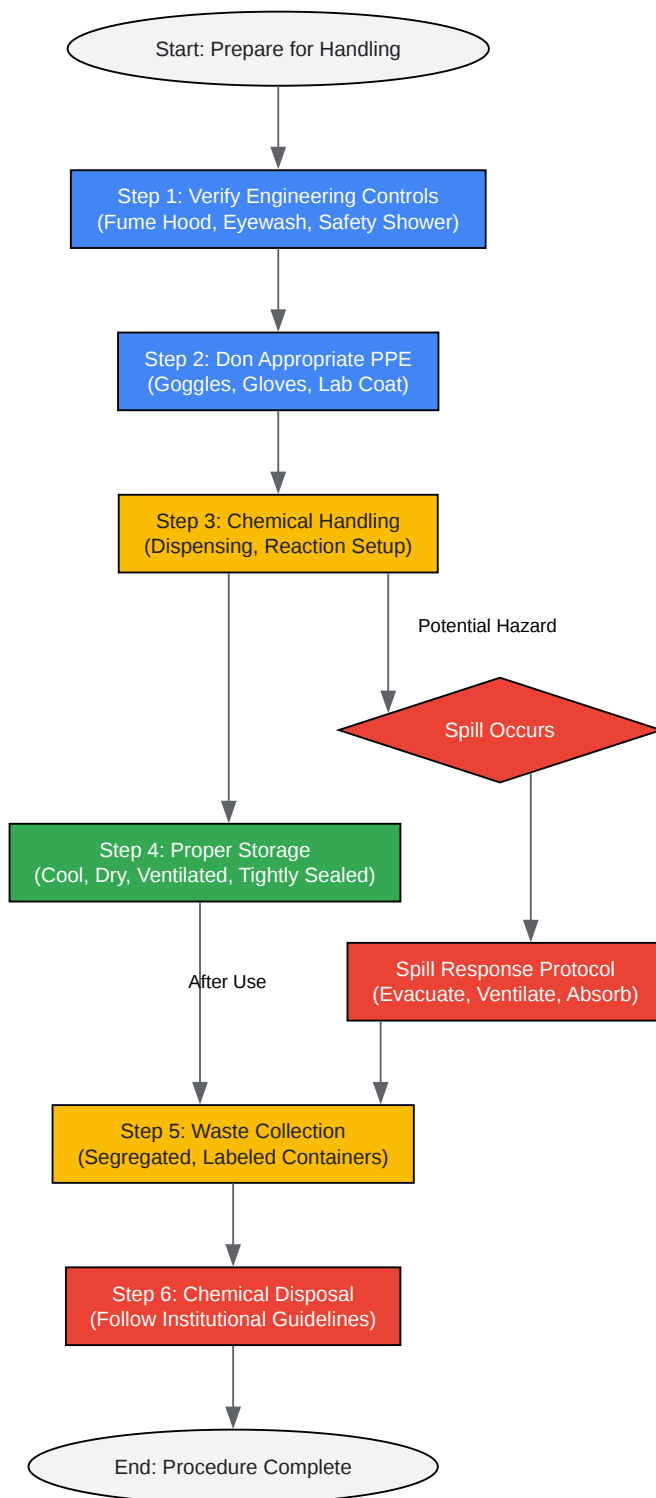 Start: Prepare for Handling
Step 1: Verify Engineering Controls
(Fume Hood, Eyewash, Safety Shower)
Step 2: Don Appropriate PPE
(Goggles, Gloves, Lab Coat)
Step 3: Chemical Handling
(Dispensing, Reaction Setup)
Potential Hazard
Spill Occurs
Step 4: Proper Storage
(Cool, Dry, Ventilated, Tightly Sealed)
After Use
Spill Response Protocol
(Evacuate, Ventilate, Absorb)
Step 5: Waste Collection
(Segregated, Labeled Containers)
Step 6: Chemical Disposal
(Follow Institutional Guidelines)
End: Procedure Complete